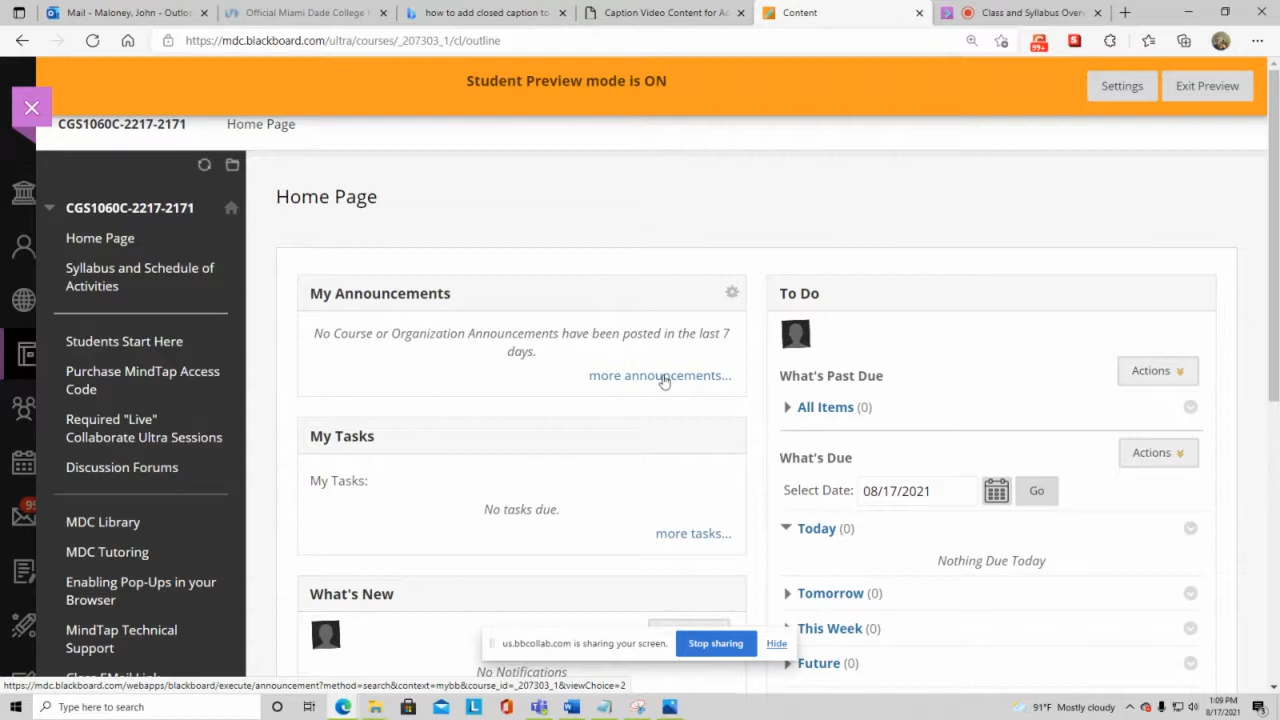 Mail - Maloney, John - Outloo
Official Miami Dade College I
how to add closed caption to
Caption Video Content for Ac
Content
Class and Syllabus Over
https://mdc.blackboard.com/ultra/courses/_207303_1/cl/outline
99+
Student Preview mode is ON
Settings
Exit Preview
CGS1060C-2217-2171
Home Page
CGS1060C-2217-2171
Home Page
Syllabus and Schedule of
Activities
Students Start Here
Purchase MindTap Access
Code
Required "Live"
Collaborate Ultra Sessions
Discussion Forums
MDC Library
MDC Tutoring
Enabling Pop-Ups in your
Browser
MindTap Technical
Support
Class EMail Link
99
Home Page
My Announcements
No Course or Organization Announcements have been posted in the last 7
days.
more announcements...
My Tasks
My Tasks:
No tasks due.
more tasks...
What's New
No Notifications
To Do
What's Past Due
Actions
All Items (0)
What's Due
Actions
Select Date: 08/17/2021
Go
Today (0)
Nothing Due Today
Tomorrow (0)
This Week (0)
Future (0)
us.bbcollab.com is sharing your screen.
Stop sharing
Hide
https://mdc.blackboard.com/webapps/blackboard/execute/announcement?method=search&context=mybb&course_id=_207303_1&viewChoice=2
Type here to search
91°F Mostly cloudy
1:09 PM
8/17/2021